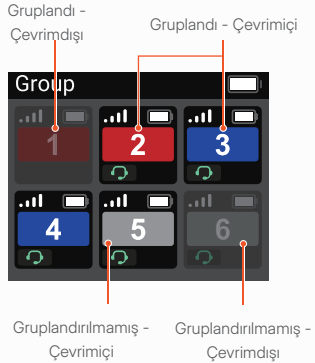 Gruplandı -
Çevrimdışı
Gruplandı - Çevrimiçi
Group
1
2
3
4
5
6
Gruplandırılmamış -
Çevrimiçi
Gruplandırılmamış -
Çevrimdışı